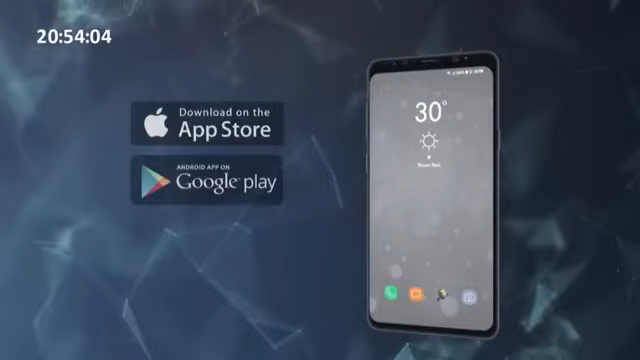 20:54:04
Download on the
App Store
ANDROID APP ON
Google play
30°